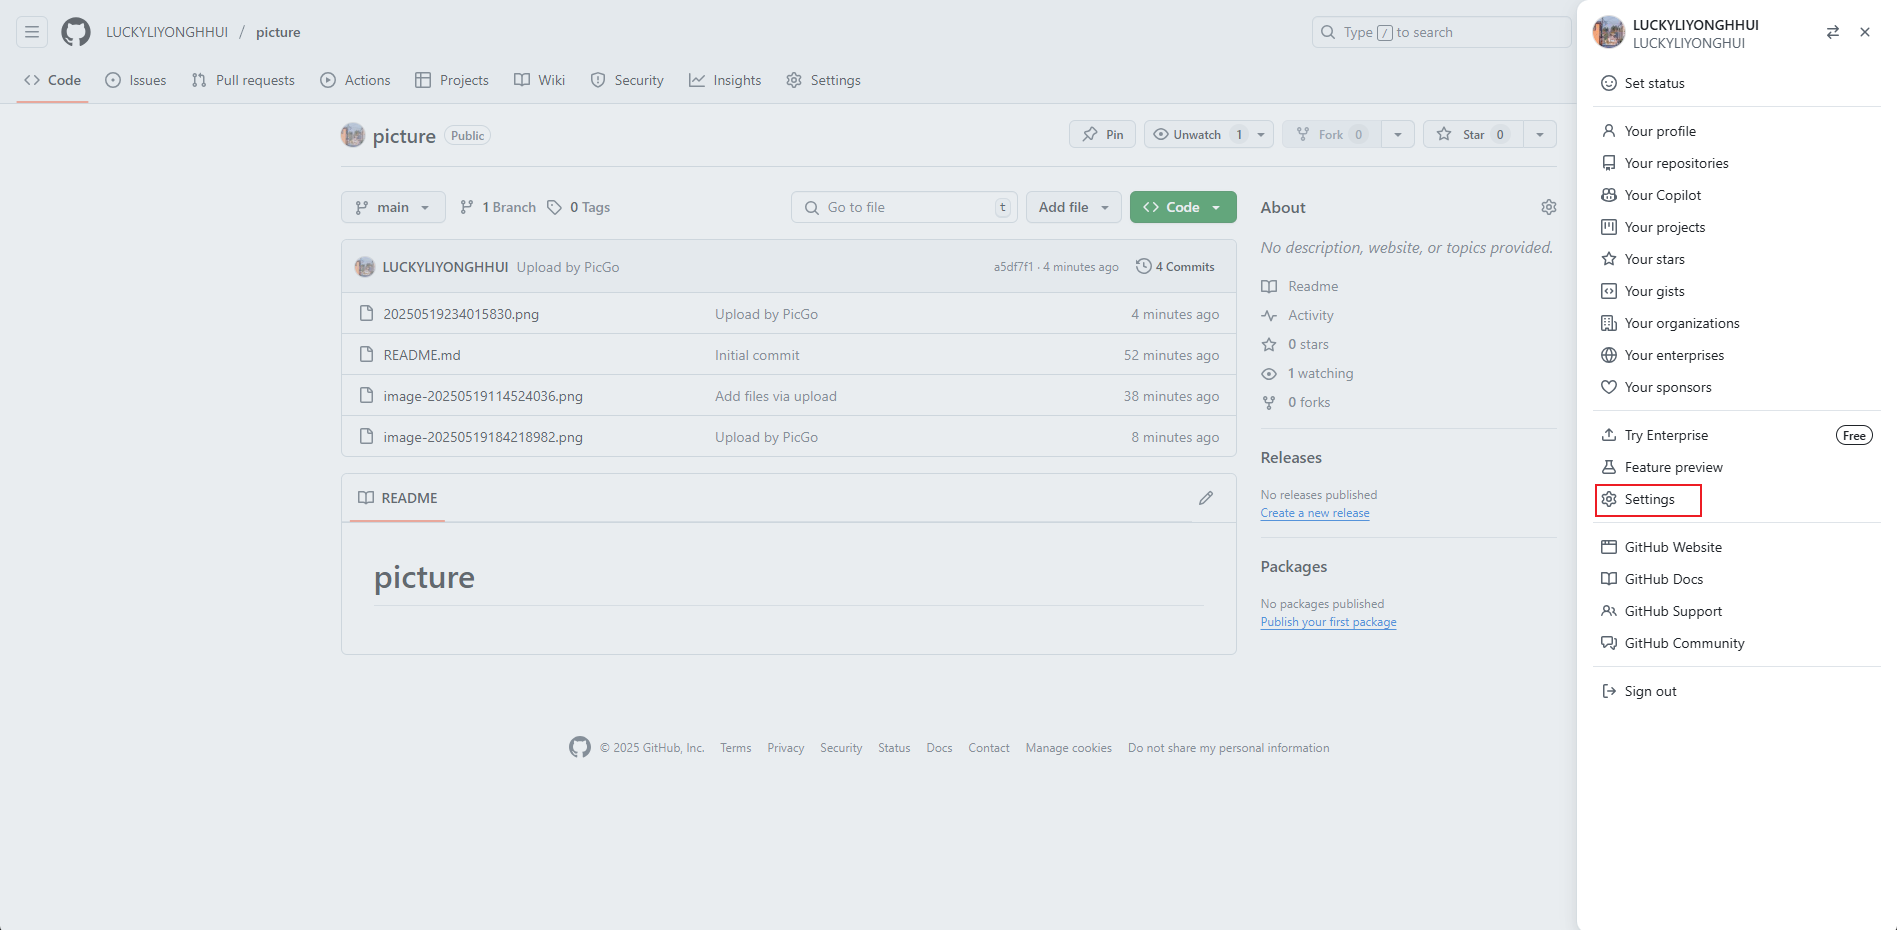 LUCKYLIYONGHHUI / picture
Type / to search
Code Issues Pull requests Actions Projects Wiki Security Insights Settings
picture Public
Pin Unwatch 1 Fork 0 Star 0
main 1 Branch 0 Tags Go to file t Add file Code
LUCKYLIYONGHHUI Upload by PicGo a5df7f1 · 4 minutes ago 4 Commits
20250519234015830.png Upload by PicGo 4 minutes ago
README.md Initial commit 52 minutes ago
image-20250519114524036.png Add files via upload 38 minutes ago
image-20250519184218982.png Upload by PicGo 8 minutes ago
README
picture
About
No description, website, or topics provided.
Readme
Activity
0 stars
1 watching
0 forks
Releases
No releases published
Create a new release
Packages
No packages published
Publish your first package
© 2025 GitHub, Inc. Terms Privacy Security Status Docs Contact Manage cookies Do not share my personal information
LUCKYLIYONGHHUI
LUCKYLIYONGHUI
Set status
Your profile
Your repositories
Your Copilot
Your projects
Your stars
Your gists
Your organizations
Your enterprises
Your sponsors
Try Enterprise Free
Feature preview
Settings
GitHub Website
GitHub Docs
GitHub Support
GitHub Community
Sign out